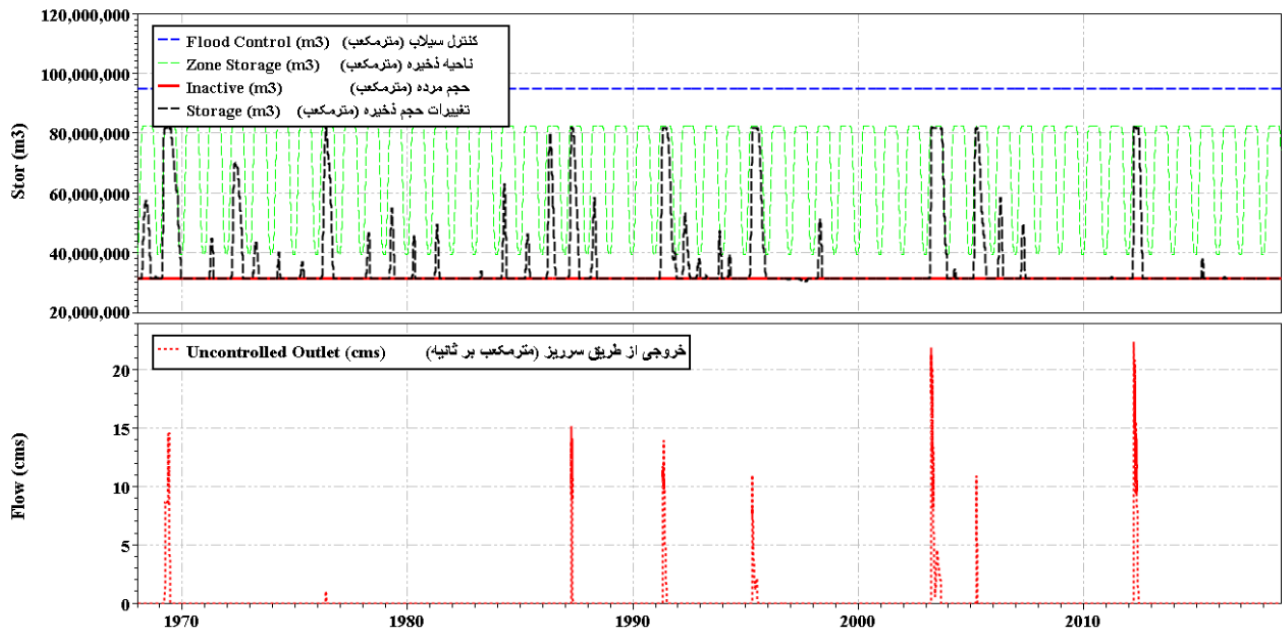 120,000,000
100,000,000
80,000,000
60,000,000
40,000,000
20,000,000
Stor (m3)
Flood Control (m3) کنترل سیلاب (مترمکعب)
Zone Storage (m3) ناحیه ذخیره (مترمکعب)
Inactive (m3) حجم مرده (مترمکعب)
Storage (m3) تغییرات حجم ذخیره (مترمکعب)
20
15
10
5
0
Flow (cms)
Uncontrolled Outlet (cms) خروجی از طریق سرریز (مترمکعب بر ثانیه)
1970 1980 1990 2000 2010